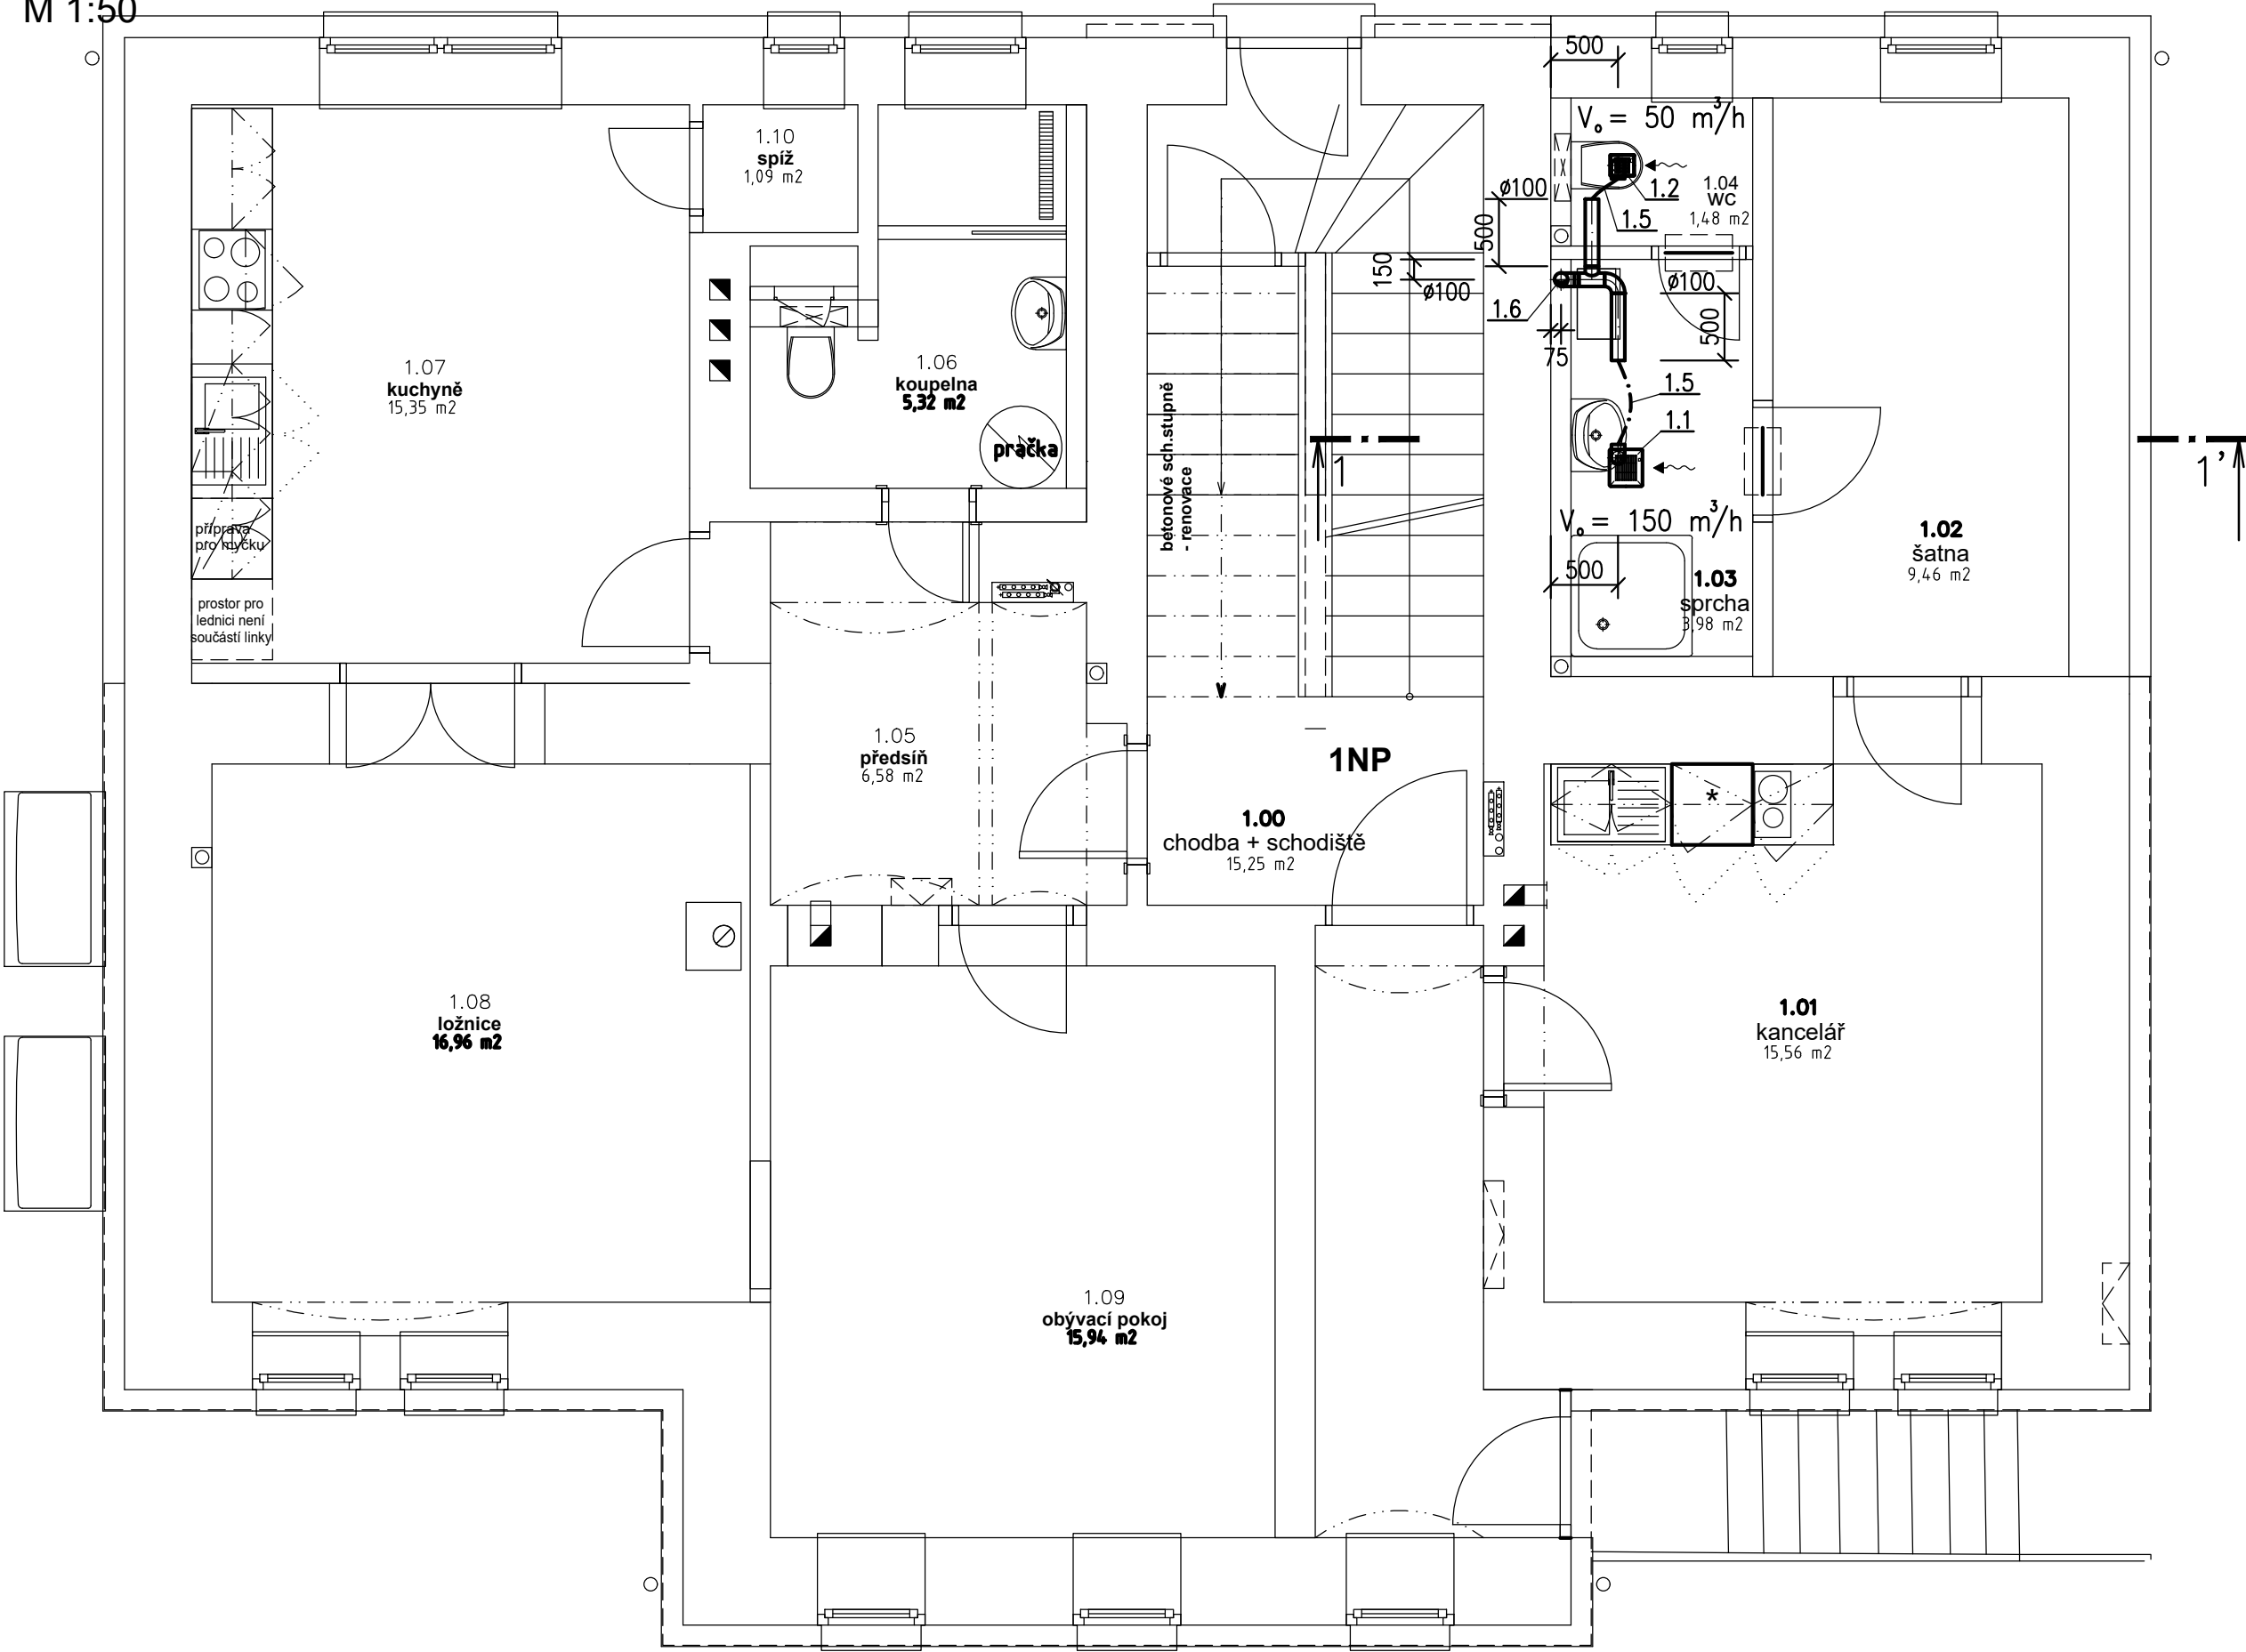 M 1:50
500
V₀ = 50 m³/h
1.10
spíž
1,09 m2
ø100
1.2
1.04
WC
1,48 m2
1.5
500
150
ø100
ø100
1.6
500
75
1.07
kuchyně
15,35 m2
1.06
koupelna
5,32 m2
1.5
1.1
pračka
betonové sch.stupně
- renovace
1
1'
V₀ = 150 m³/h
příprava
pro myčku
1.02
šatna
9,46 m2
500
1.03
sprcha
3,98 m2
prostor pro
lednici není
součástí linky
1.05
předsíň
6,58 m2
1NP
*
1.00
chodba + schodiště
15,25 m2
1.08
ložnice
16,96 m2
1.01
kancelář
15,56 m2
1.09
obývací pokoj
15,94 m2